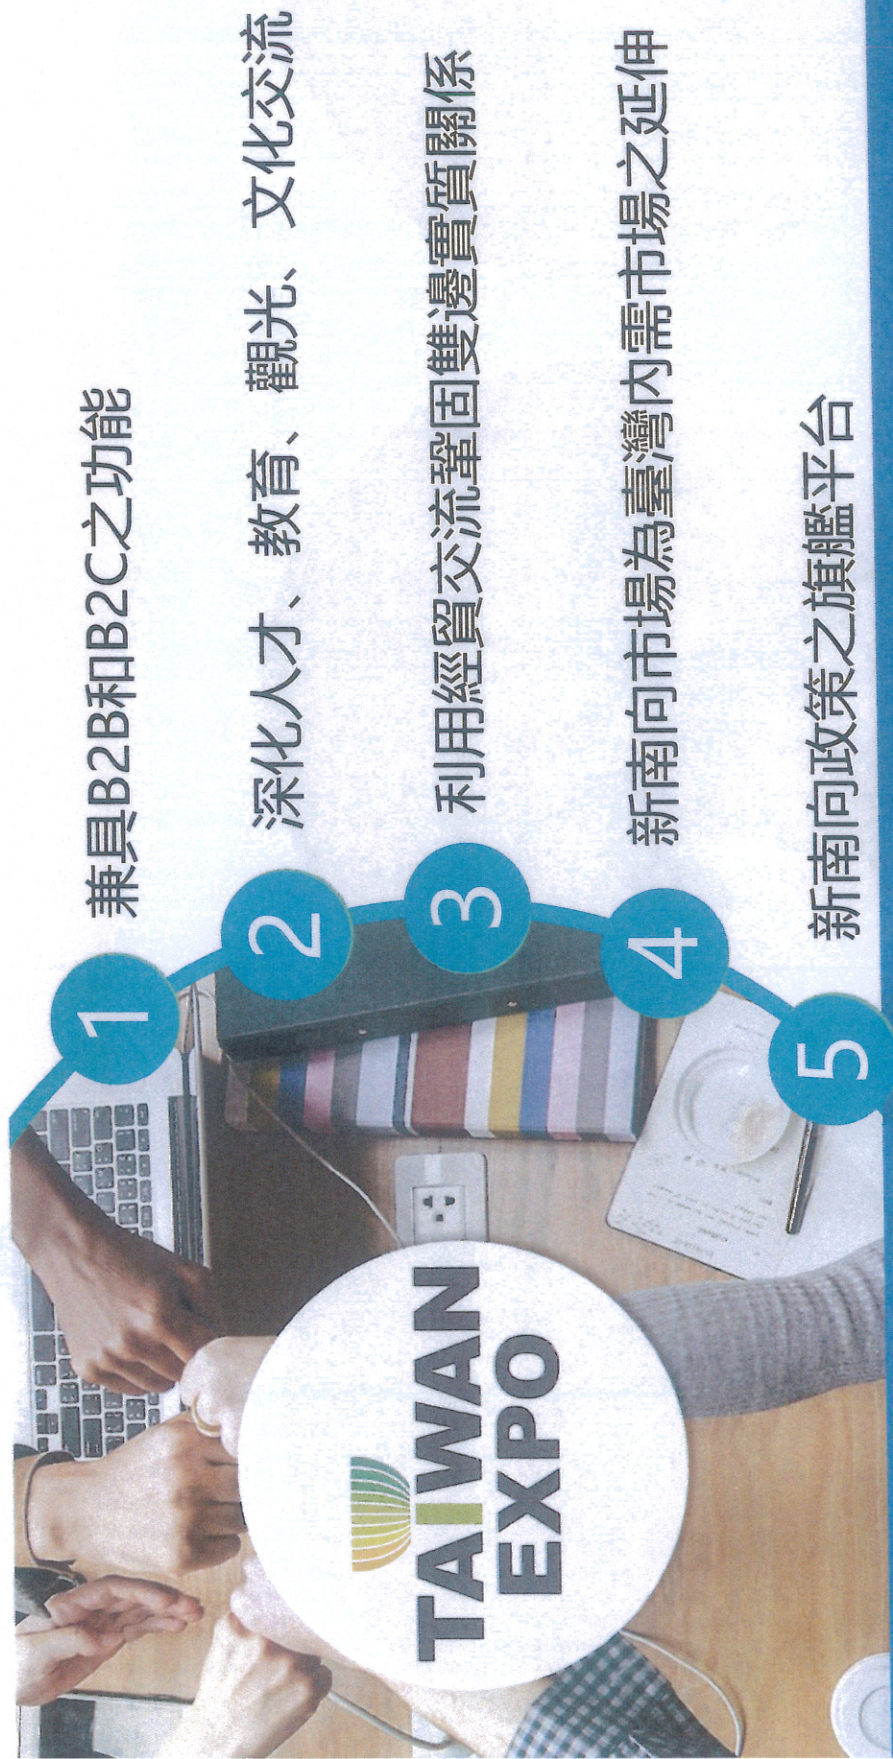 TAIWAN
EXPO
1
兼具B2B和B2C之功能
2
深化人才、教育、觀光、文化交流
3
利用經貿交流鞏固雙邊實質關係
4
新南向市場為臺灣內需市場之延伸
5
新南向政策之旗艦平台